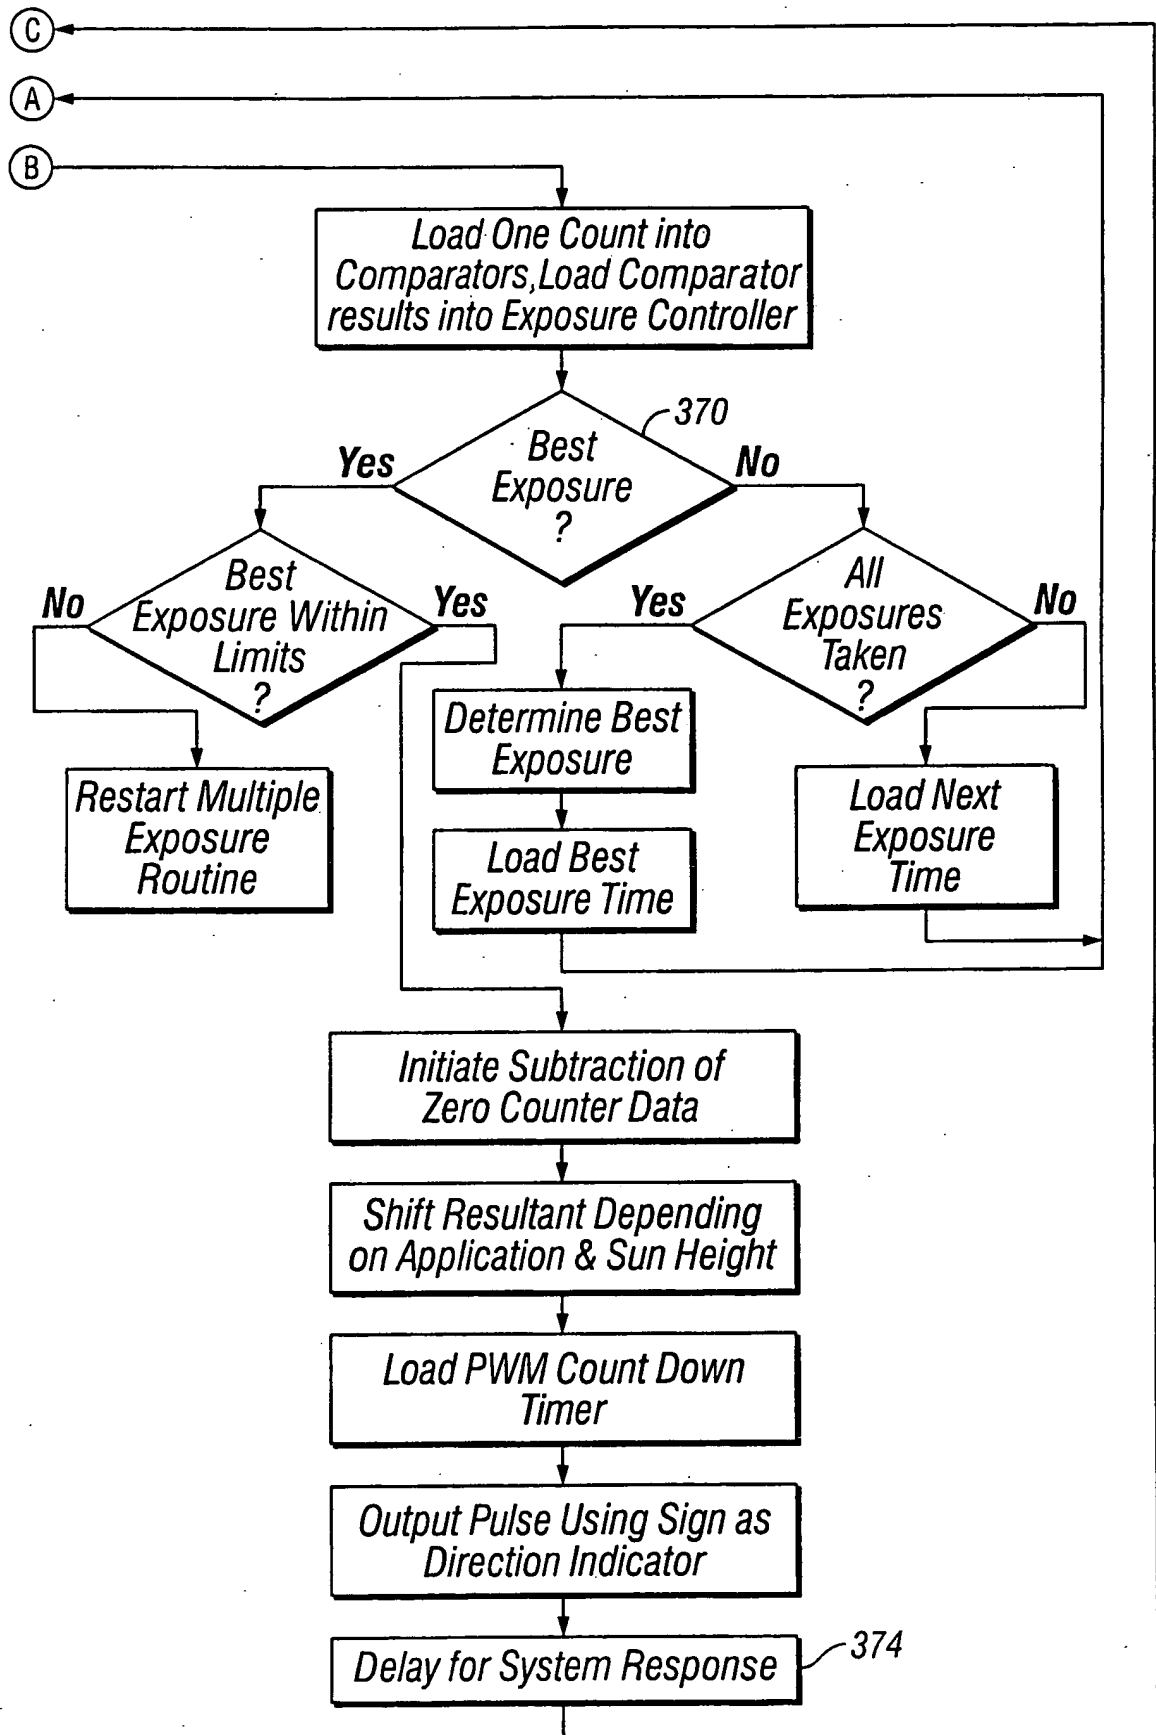 C
A
B
Load One Count into
Comparators, Load Comparator
results into Exposure Controller
370
Best
Exposure
?
Yes
No
Best
Exposure Within
Limits
?
No
Yes
All
Exposures
Taken
?
Yes
No
Restart Multiple
Exposure
Routine
Determine Best
Exposure
Load Best
Exposure Time
Load Next
Exposure
Time
Initiate Subtraction of
Zero Counter Data
Shift Resultant Depending
on Application & Sun Height
Load PWM Count Down
Timer
Output Pulse Using Sign as
Direction Indicator
Delay for System Response
374